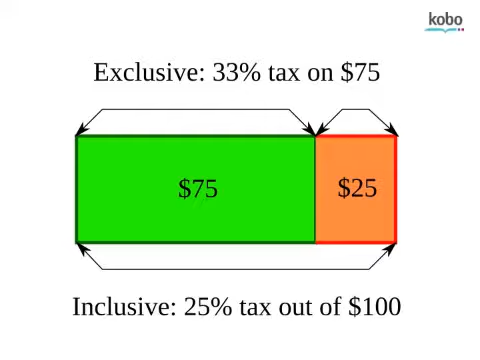 kobo
Exclusive: 33% tax on $75
$75
$25
Inclusive: 25% tax out of $100